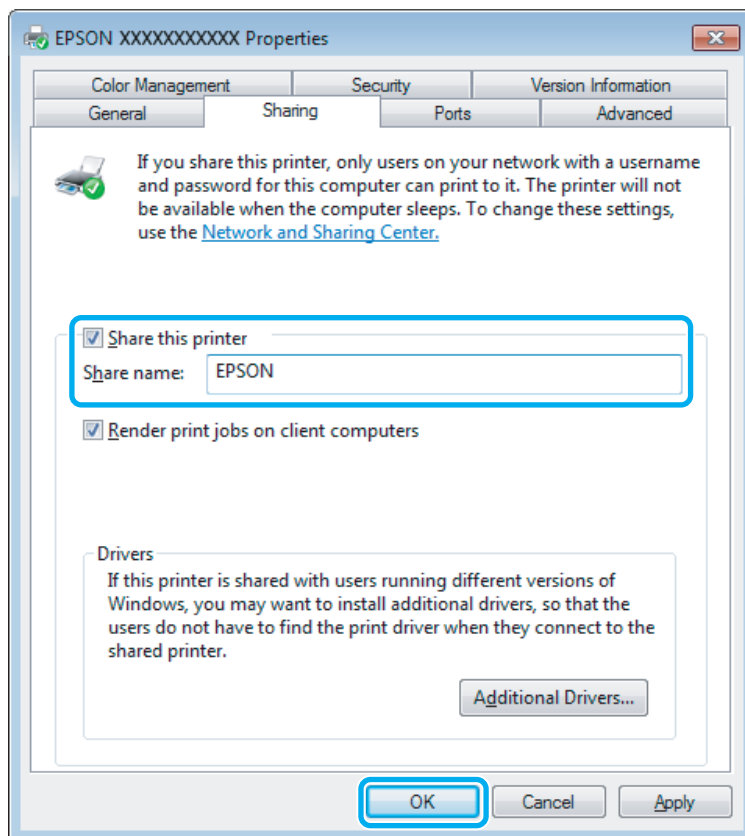 EPSON XXXXXXXXXXX Properties
Color Management Security Version Information
General Sharing Ports Advanced
If you share this printer, only users on your network with a username
and password for this computer can print to it. The printer will not
be available when the computer sleeps. To change these settings,
use the Network and Sharing Center.
Share this printer
Share name: EPSON
Render print jobs on client computers
Drivers
If this printer is shared with users running different versions of
Windows, you may want to install additional drivers, so that the
users do not have to find the print driver when they connect to the
shared printer.
Additional Drivers...
OK Cancel Apply